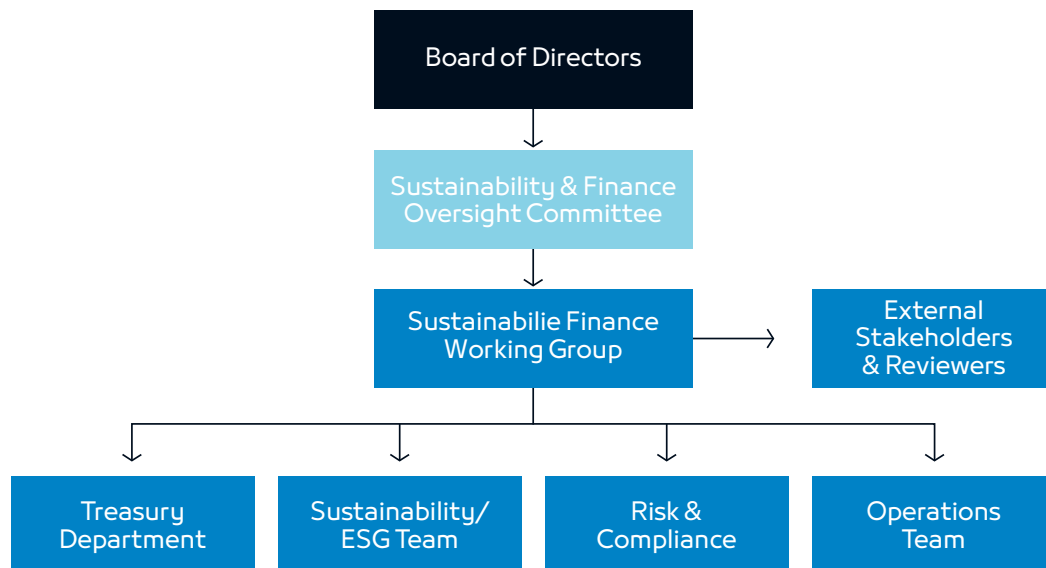 Board of Directors
Sustainability & Finance
Oversight Committee
Sustainabilie Finance
Working Group
External
Stakeholders
& Reviewers
Treasury
Department
Sustainability/
ESG Team
Risk &
Compliance
Operations
Team